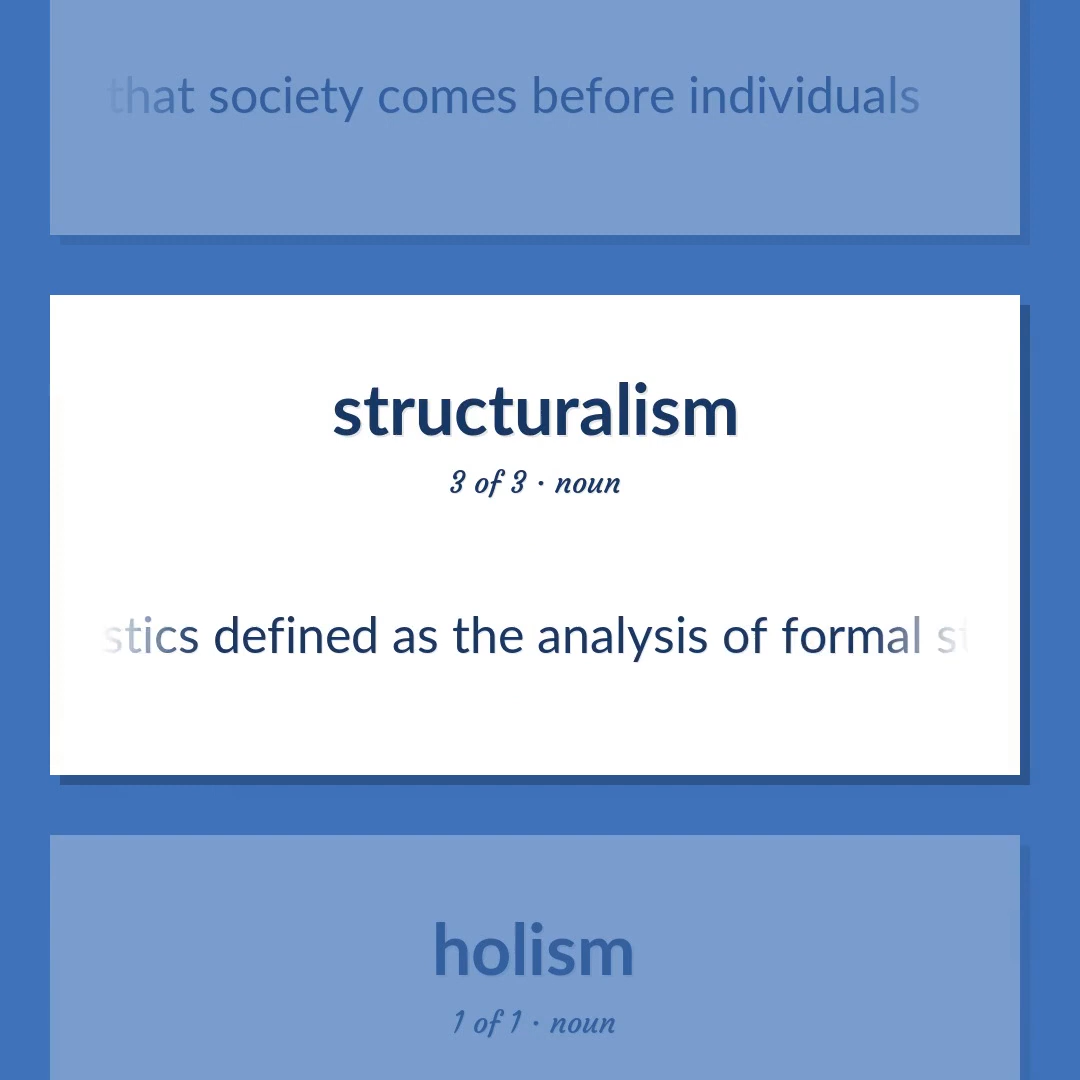 that society comes before individuals
structuralism
3 of 3 · noun
stics defined as the analysis of formal st
holism
1 of 1 · noun